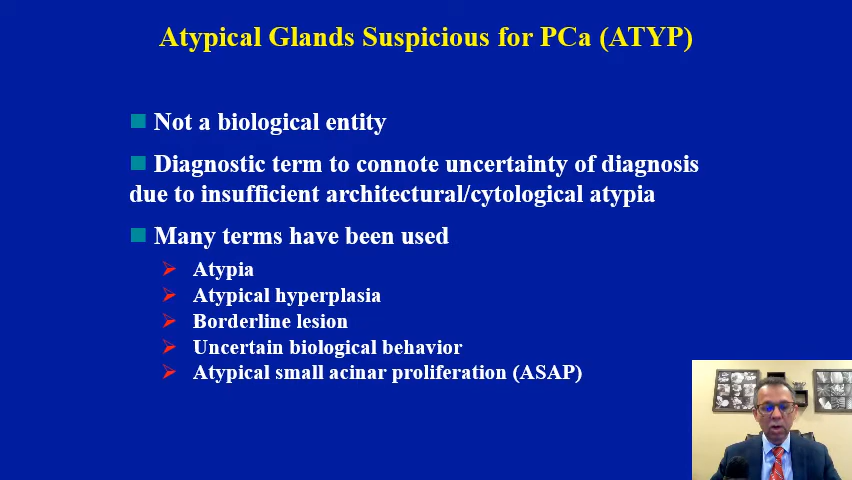 Atypical Glands Suspicious for PCa (ATYP)
Not a biological entity
Diagnostic term to connote uncertainty of diagnosis
due to insufficient architectural/cytological atypia
Many terms have been used
Atypia
Atypical hyperplasia
Borderline lesion
Uncertain biological behavior
Atypical small acinar proliferation (ASAP)